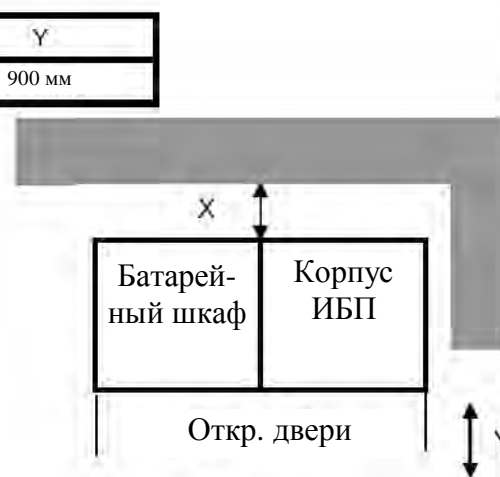 Y
900 мм
X
Батарей-
ный шкаф
Корпус
ИБП
Откр. двери